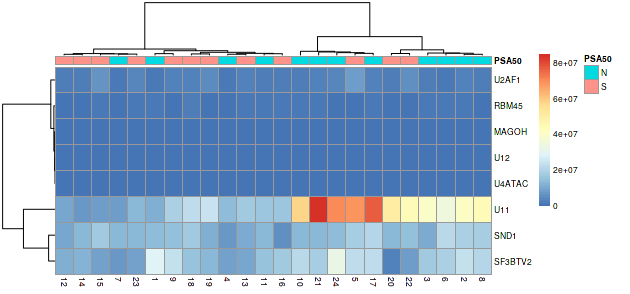 PSA50
U2AF1
RBM45
MAGOH
U12
U4ATAC
U11
SND1
SF3BTV2
12 14 15 7 23 1 9 18 19 4 13 11 16 10 21 24 5 17 20 22 3 6 2 8
8e+07
6e+07
4e+07
2e+07
0
PSA50
N
S